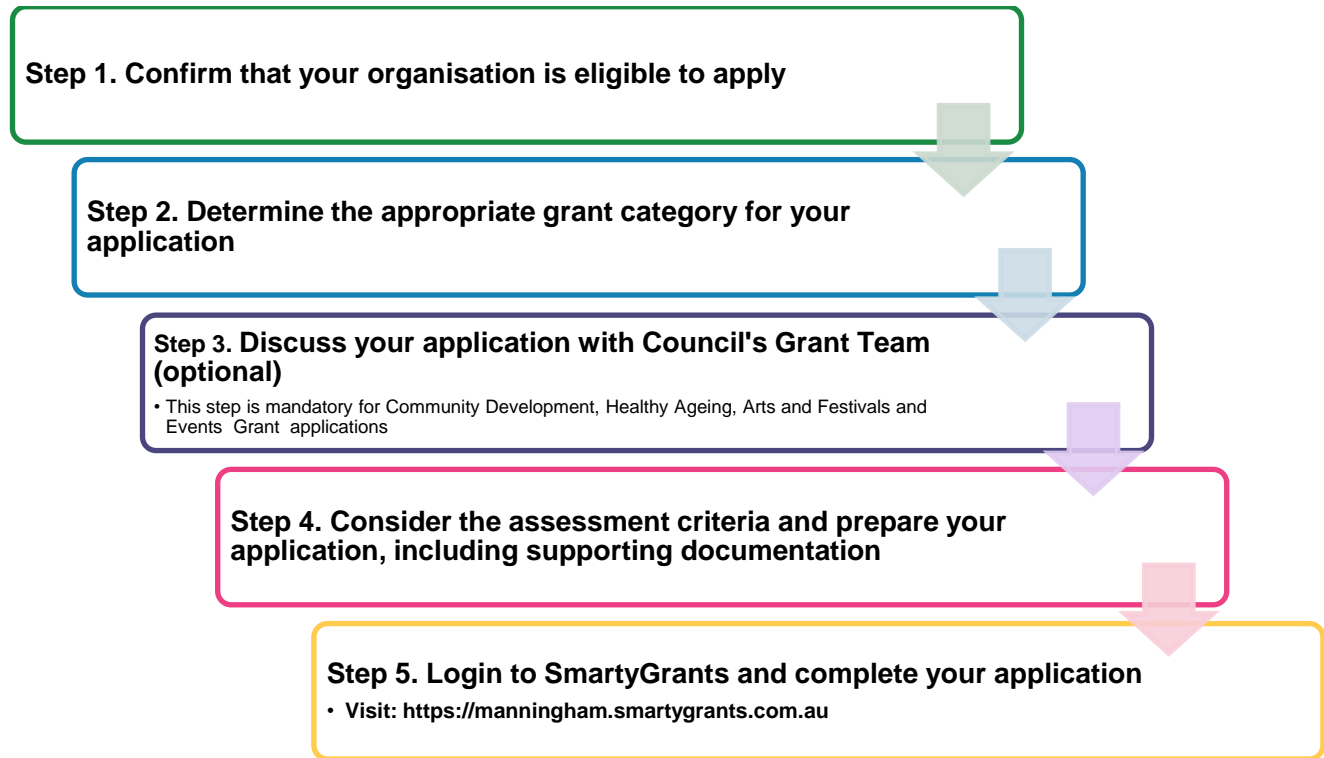 Step 1. Confirm that your organisation is eligible to apply
Step 2. Determine the appropriate grant category for your
application
Step 3. Discuss your application with Council's Grant Team
(optional)
• This step is mandatory for Community Development, Healthy Ageing, Arts and Festivals and
Events Grant applications
Step 4. Consider the assessment criteria and prepare your
application, including supporting documentation
Step 5. Login to SmartyGrants and complete your application
• Visit: https://manningham.smartygrants.com.au